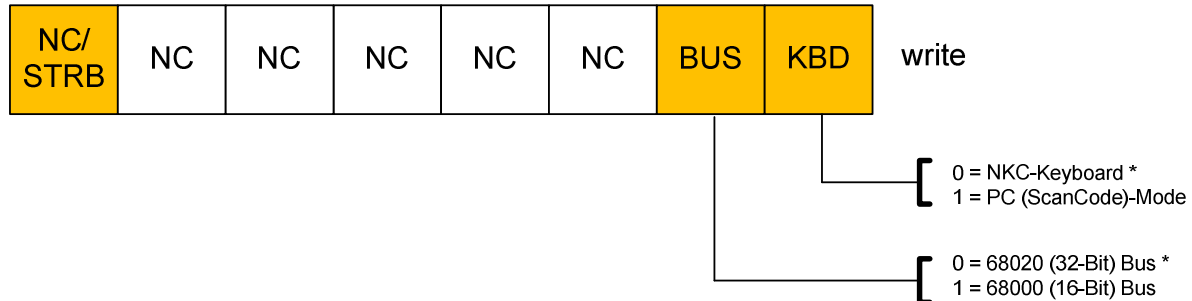 NC/
STRB
NC
NC
NC
NC
NC
BUS
KBD
write
0 = NKC-Keyboard *
1 = PC (ScanCode)-Mode
0 = 68020 (32-Bit) Bus *
1 = 68000 (16-Bit) Bus